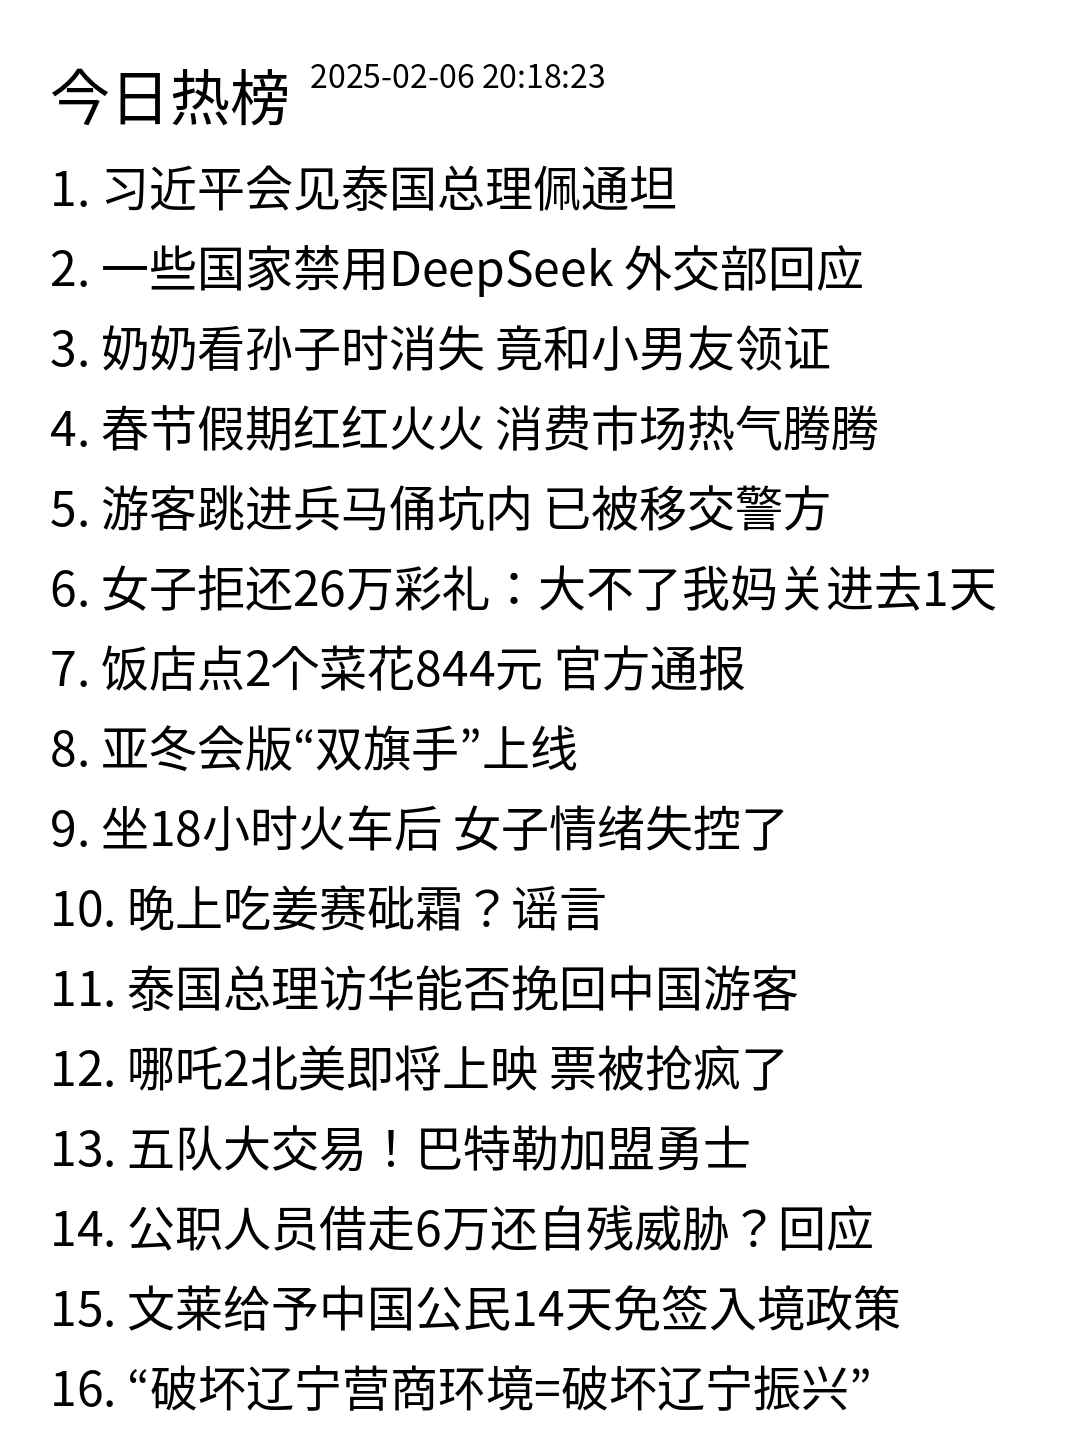 今日热榜 2025-02-06 20:18:23
1. 习近平会见泰国总理佩通坦
2. 一些国家禁用DeepSeek 外交部回应
3. 奶奶看孙子时消失 竟和小男友领证
4. 春节假期红红火火 消费市场热气腾腾
5. 游客跳进兵马俑坑内 已被移交警方
6. 女子拒还26万彩礼：大不了我妈关进去1天
7. 饭店点2个菜花844元 官方通报
8. 亚冬会版“双旗手”上线
9. 坐18小时火车后 女子情绪失控了
10. 晚上吃姜赛砒霜？谣言
11. 泰国总理访华能否挽回中国游客
12. 哪吒2北美即将上映 票被抢疯了
13. 五队大交易！巴特勒加盟勇士
14. 公职人员借走6万还自残威胁？回应
15. 文莱给予中国公民14天免签入境政策
16. “破坏辽宁营商环境=破坏辽宁振兴”